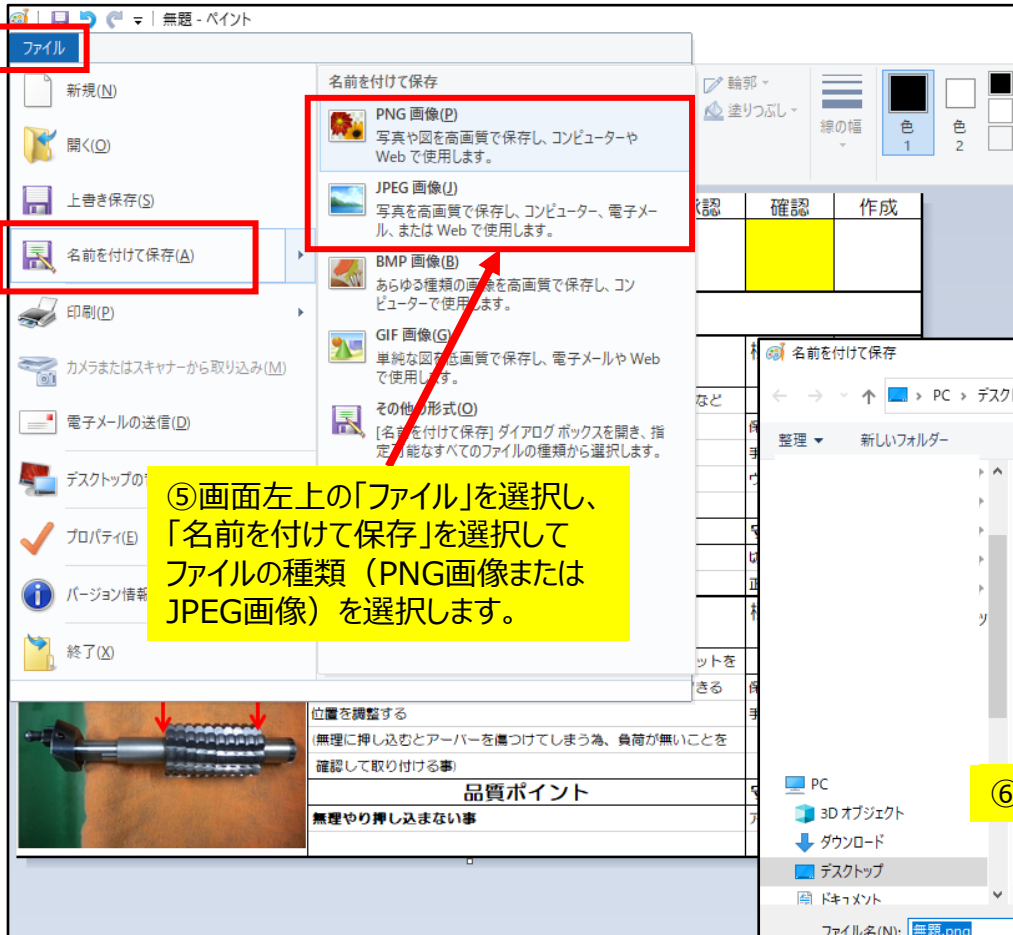 無題 - ペイント
ファイル
新規(N)
開く(O)
上書き保存(S)
名前を付けて保存(A)
印刷(P)
カメラまたはスキャナーから取り込み(M)
電子メールの送信(D)
デスクトップの
プロパティ(E)
バージョン情報
終了(X)
名前を付けて保存
PNG 画像(P)
写真や図を高画質で保存し、コンピューターや
Web で使用します。
JPEG 画像(J)
写真を高画質で保存し、コンピューター、電子メー
ル、または Web で使用します。
BMP 画像(B)
あらゆる種類の画像を高画質で保存し、コン
ピューターで使用します。
GIF 画像(G)
単純な図を低画質で保存し、電子メールや Web
で使用します。
その他の形式(O)
[名前を付けて保存] ダイアログ ボックスを開き、指
定可能なすべてのファイルの種類から選択します。
⑤画面左上の「ファイル」を選択し、
「名前を付けて保存」を選択して
ファイルの種類（PNG画像または
JPEG画像）を選択します。
輪郭
塗りつぶし
線の幅
色
1
色
2
認
確認
作成
など
ットを
きる
位置を調整する
(無理に押し込むとアーバーを傷つけてしまう為、負荷が無いことを
確認して取り付ける事)
品質ポイント
無理やり押し込まない事
名前を付けて保存
PC
デスク
整理
新しいフォルダー
ッ
PC
3D オブジェクト
ダウンロード
デスクトップ
ドキュメント
ファイル名(N):
無題.png
⑥